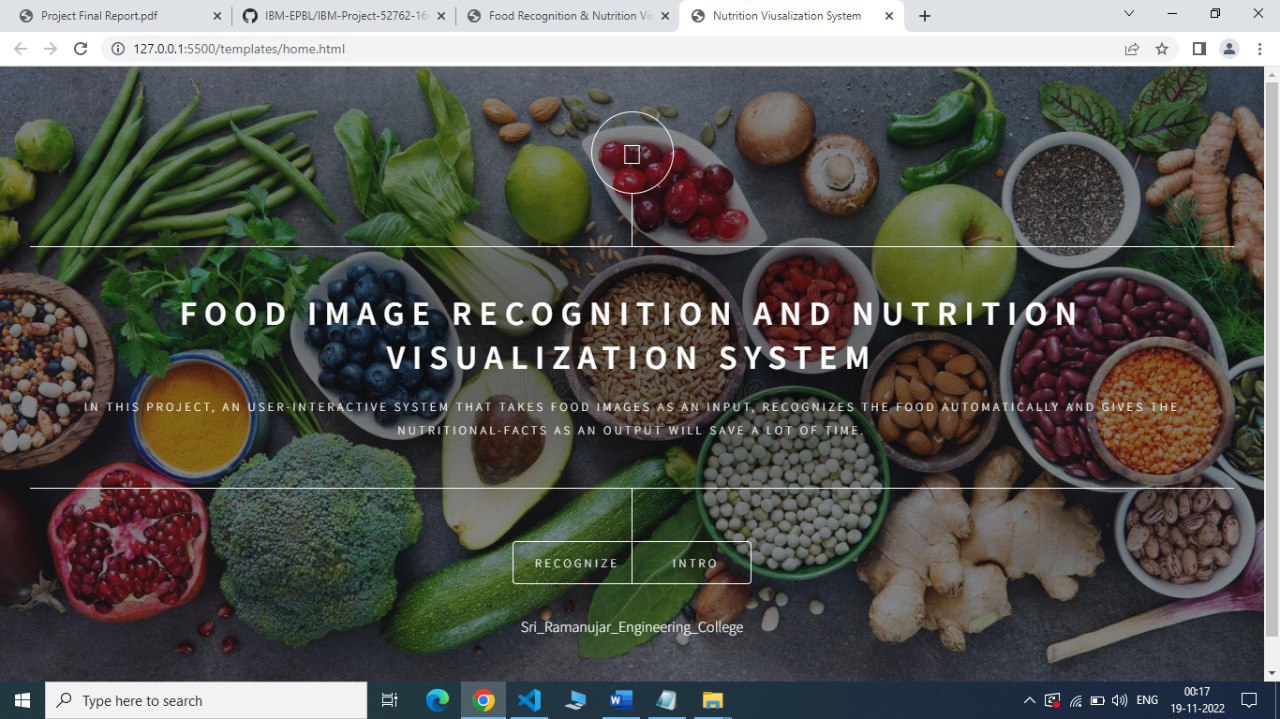 Project Final Report.pdf
IBM-EPBL/IBM-Project-52762-16
Food Recognition & Nutrition Vis
Nutrition Viusalization System
127.0.0.1:5500/templates/home.html
FOOD IMAGE RECOGNITION AND NUTRITION
VISUALIZATION SYSTEM
IN THIS PROJECT, AN USER-INTERACTIVE SYSTEM THAT TAKES FOOD IMAGES AS AN INPUT, RECOGNIZES THE FOOD AUTOMATICALLY AND GIVES THE
NUTRITIONAL-FACTS AS AN OUTPUT WILL SAVE A LOT OF TIME.
RECOGNIZE
INTRO
Sri_Ramanujar_Engineering_College
Type here to search
ENG
00:17
19-11-2022